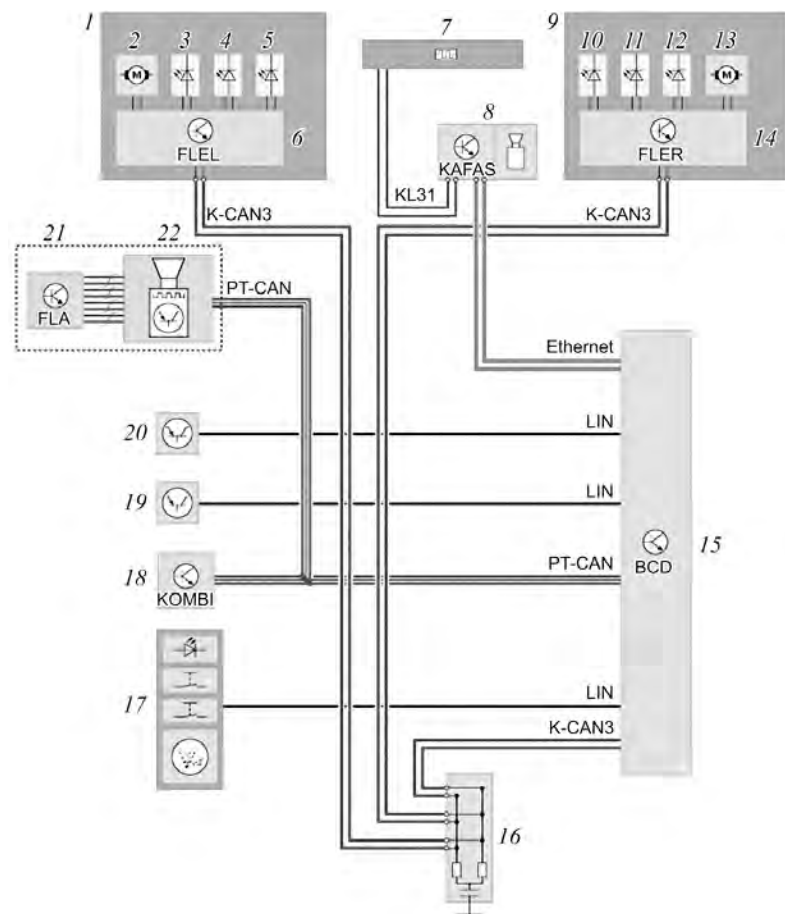 1 2 3 4 5 7 9 10 11 12 13
M M
6 8 14
FLEL KAFAS FLER
KL31
K-CAN3 K-CAN3
21 22
PT-CAN
FLA
Ethernet
20 LIN
19 LIN
15
18 PT-CAN BCD
KOMBI
17 LIN
K-CAN3
16